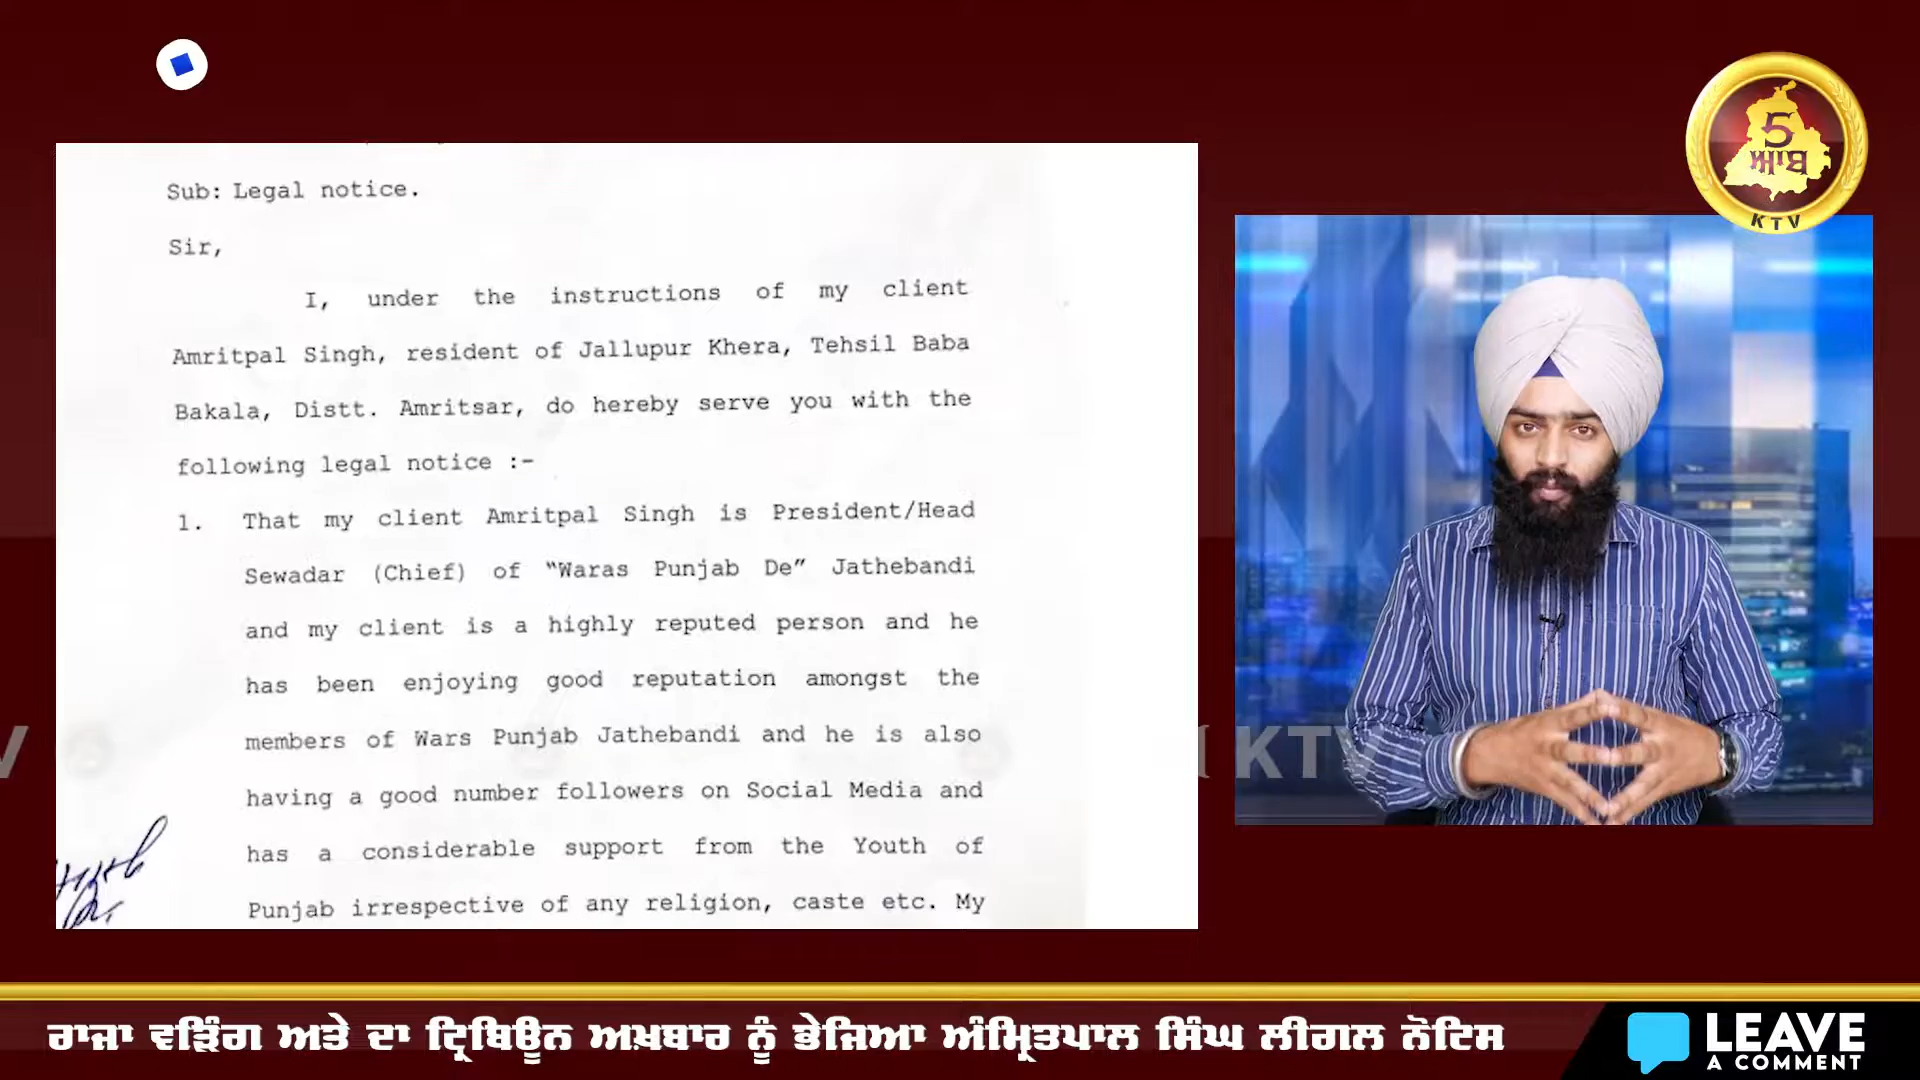 5
ਆਬ
KTV
Sub: Legal notice.
Sir,
I, under the instructions of my client
Amritpal Singh, resident of Jallupur Khera, Tehsil Baba
Bakala, Distt. Amritsar, do hereby serve you with the
following legal notice :-
1. That my client Amritpal Singh is President/Head
Sewadar (Chief) of “Waras Punjab De” Jathebandi
and my client is a highly reputed person and he
has been enjoying good reputation amongst the
members of Wars Punjab Jathebandi and he is also
having a good number followers on Social Media and
has a considerable support from the Youth of
Punjab irrespective of any religion, caste etc. My
KTV
ਰਾਜਾ ਵੜਿੰਗ ਅਤੇ ਦਾ ਟ੍ਰਿਬਿਊਨ ਅਖ਼ਬਾਰ ਨੂੰ ਭੇਜਿਆ ਅੰਮ੍ਰਿਤਪਾਲ ਸਿੰਘ ਲੀਗਲ ਨੋਟਿਸ
LEAVE
A COMMENT